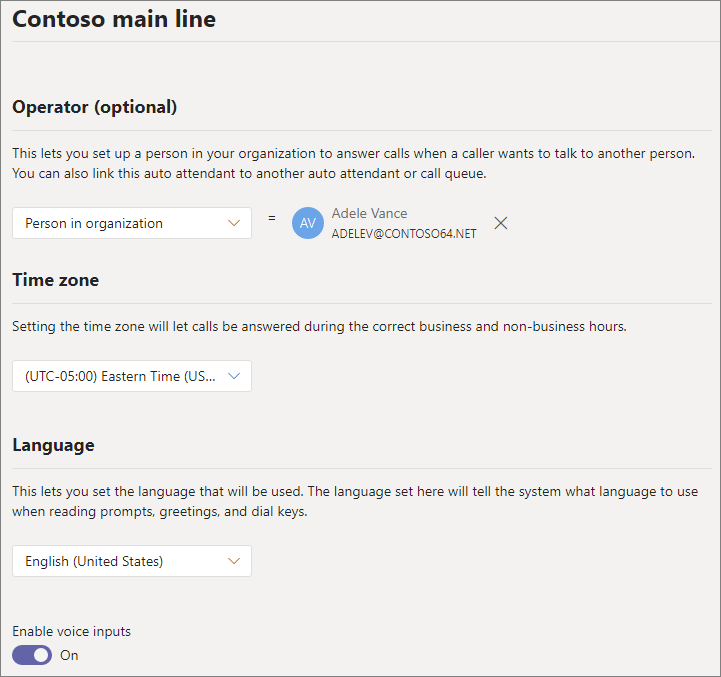 Contoso main line
Operator (optional)
This lets you set up a person in your organization to answer calls when a caller wants to talk to another person.
You can also link this auto attendant to another auto attendant or call queue.
Person in organization
=
AV
Adele Vance
ADELEV@CONTOSO64.NET
Time zone
Setting the time zone will let calls be answered during the correct business and non-business hours.
(UTC-05:00) Eastern Time (US...
Language
This lets you set the language that will be used. The language set here will tell the system what language to use
when reading prompts, greetings, and dial keys.
English (United States)
Enable voice inputs
On